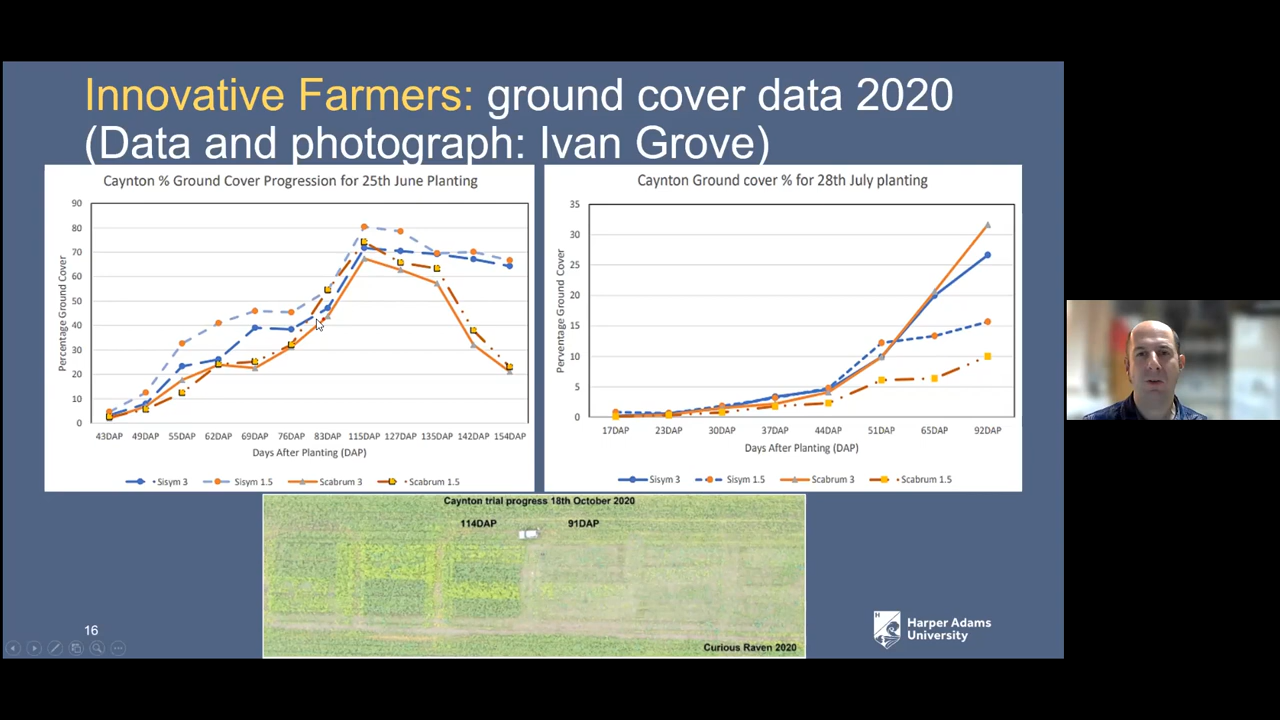 Innovative Farmers: ground cover data 2020
(Data and photograph: Ivan Grove)
Caynton % Ground Cover Progression for 25th June Planting
90
80
70
60
50
40
30
20
10
0
Percentage Ground Cover
43DAP 49DAP 55DAP 62DAP 69DAP 76DAP 83DAP 115DAP 127DAP 135DAP 142DAP 154DAP
Days After Planting (DAP)
Sisym 3 Sisym 1.5 Scabrum 3 Scabrum 1.5
Caynton Ground cover % for 28th July planting
35
30
25
20
15
10
5
0
Perventage Ground Cover
17DAP 23DAP 30DAP 37DAP 44DAP 51DAP 65DAP 92DAP
Days After Planting (DAP)
Sisym 3 Sisym 1.5 Scabrum 3 Scabrum 1.5
Caynton trial progress 18th October 2020
114DAP 91DAP
Curious Raven 2020
16
H
Harper Adams
University